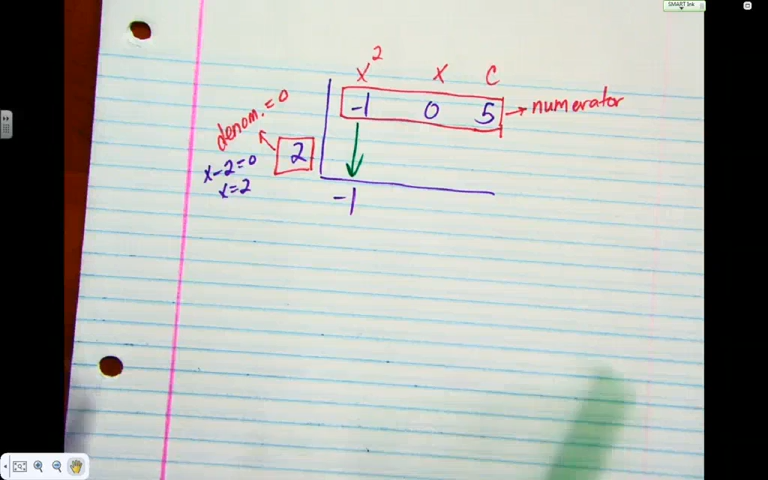 SMART Ink
x² x c
-1 0 5 → numerator
denom. = 0
2
x-2=0
x=2
-1